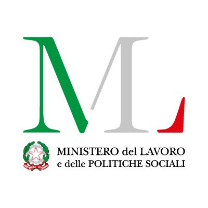 ML
MINISTERO del LAVORO
e delle POLITICHE SOCIALI